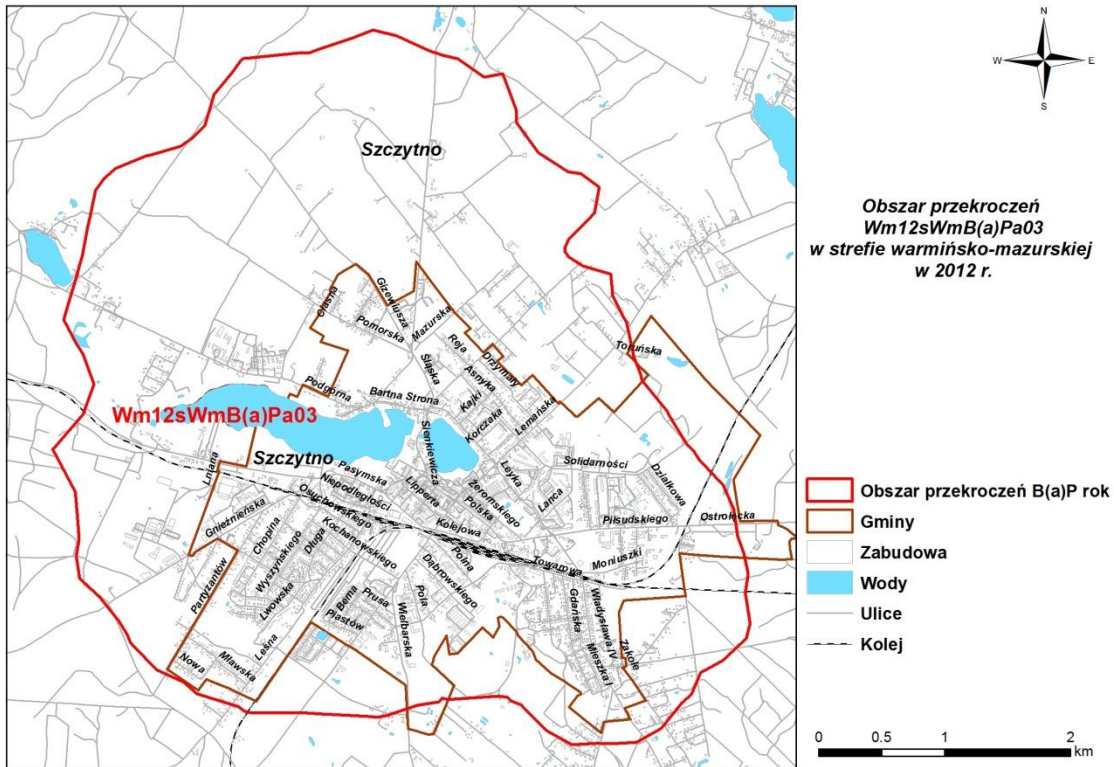 Szczytno
Cicha
Gizewiusza
Pomorska
Mazurska
Śląska
Reja
Asnyka
Drzymały
Kajki
Korczaka
Lemańska
Toruńska
Podgórna
Bartna Strona
Wm12sWmB(a)Pa03
Sienkiewicza
Szczytno
Lniana
Pasymska
Niepodległości
Osuchowskiego
Lipperta
Żeromskiego
Polska
Leyka
Lanca
Solidarności
Działkowa
Gnieźnieńska
Chopina
Wyszyńskiego
Długa
Kochanowskiego
Kolejowa
Piłsudskiego
Ostrołęcka
Partyzantów
Lwowska
Bema
Prusa
Piastów
Polna
Dąbrowskiego
Pola
Wielbarska
Towarowa
Moniuszki
Gdańska
Władysława IV
Mieszka I
Zakole
Leśna
Nowa
Mławska
N
W
E
S
Obszar przekroczeń
Wm12sWmB(a)Pa03
w strefie warmińsko-mazurskiej
w 2012 r.
Obszar przekroczeń B(a)P rok
Gminy
Zabudowa
Wody
Ulice
Kolej
0 0.5 1 2
km